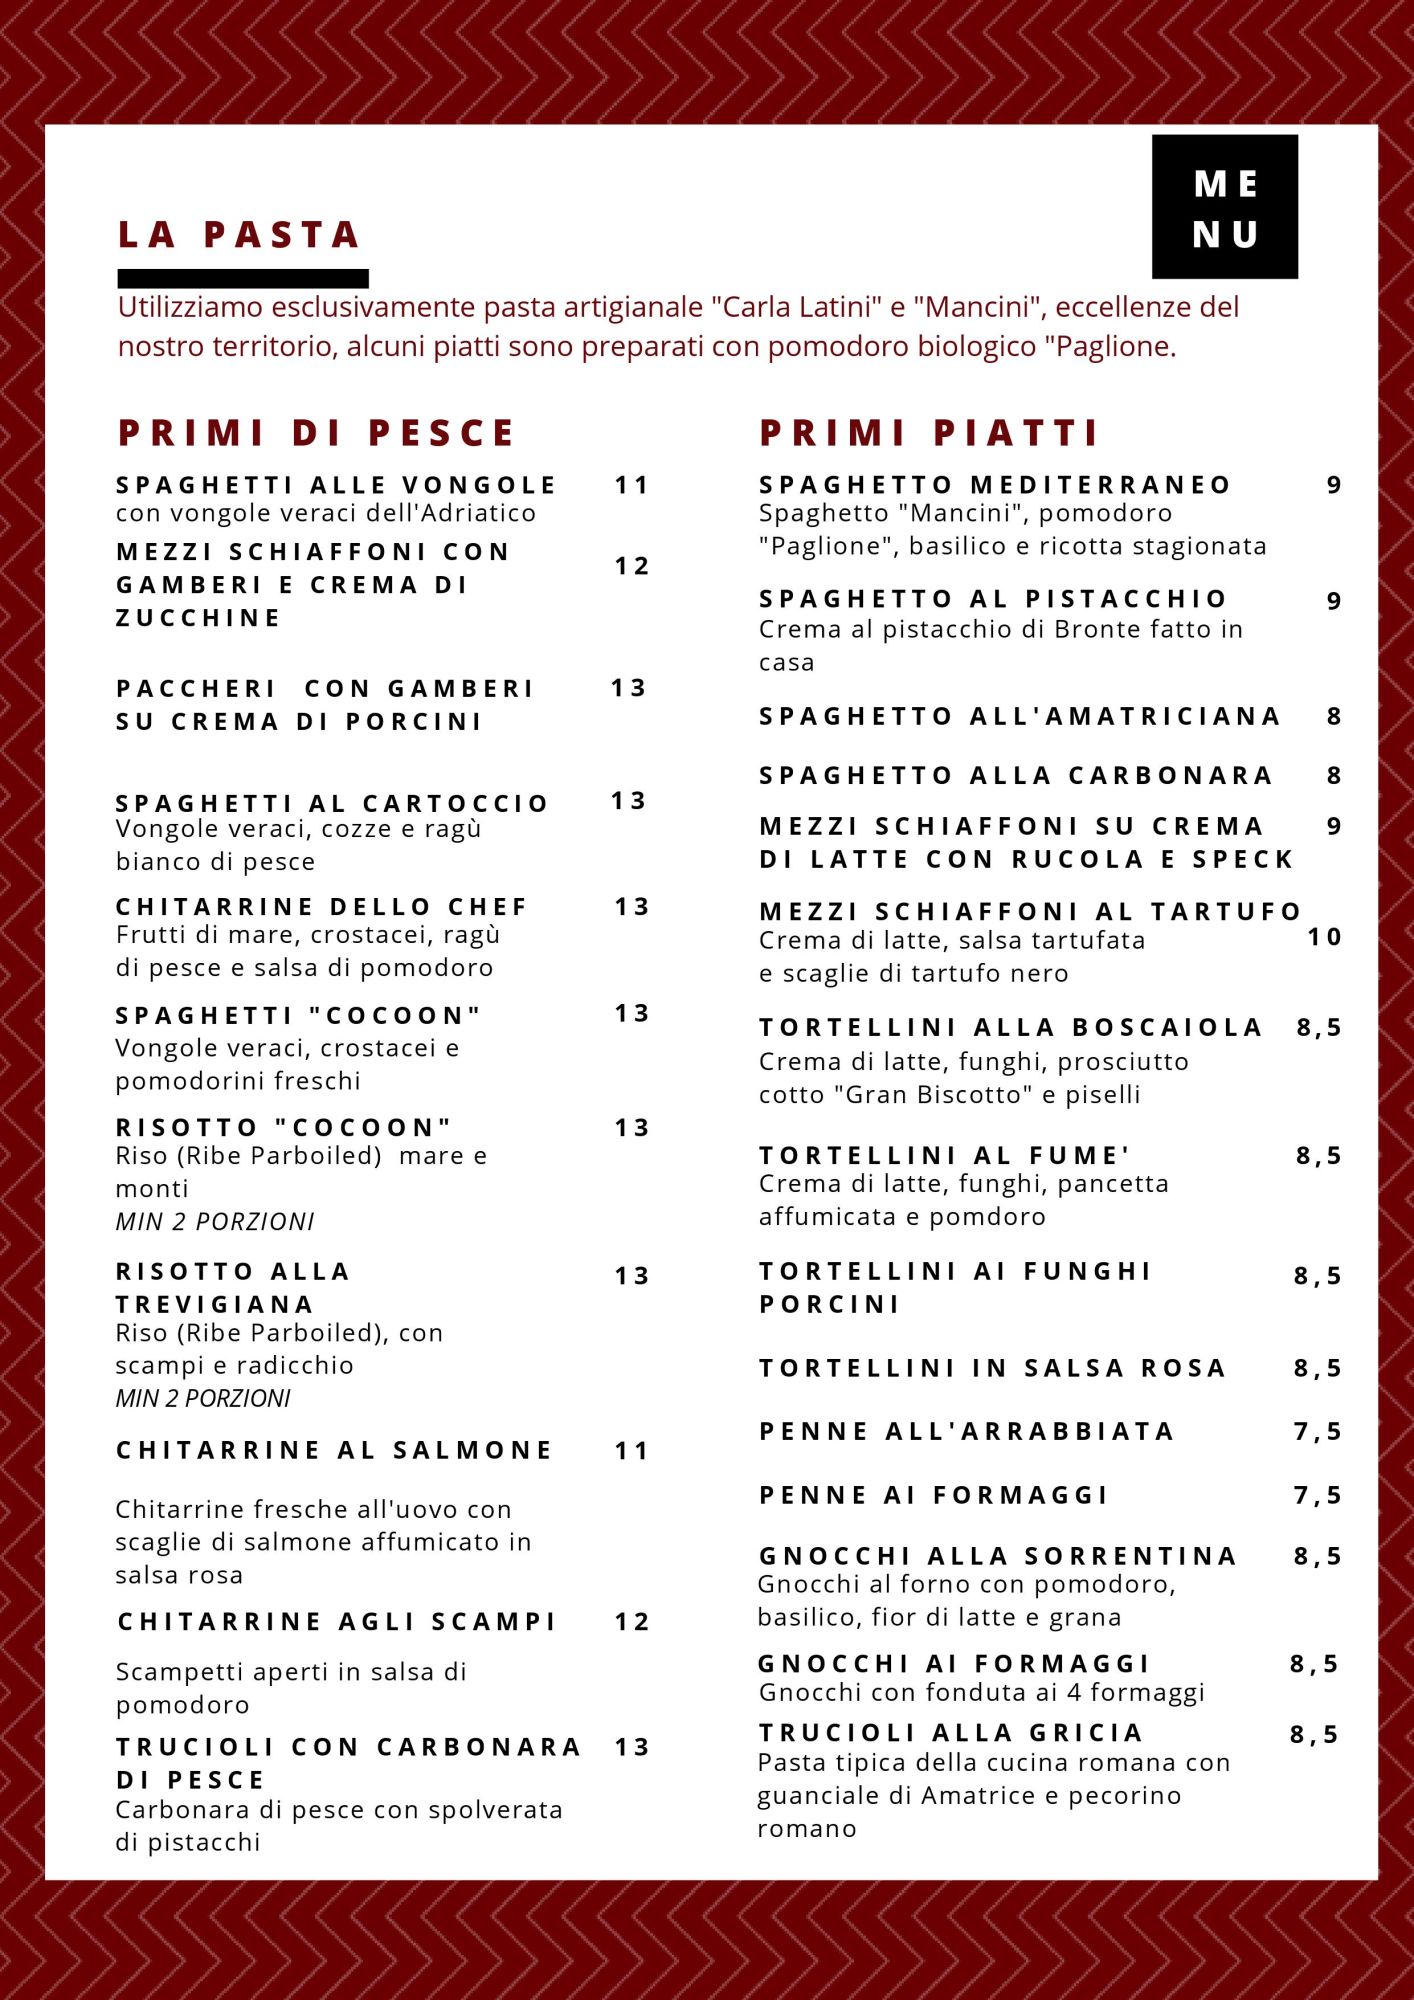 ME
NU
LA PASTA
Utilizziamo esclusivamente pasta artigianale "Carla Latini" e "Mancini", eccellenze del
nostro territorio, alcuni piatti sono preparati con pomodoro biologico "Paglione.
PRIMI DI PESCE
SPAGHETTI ALLE VONGOLE 11
con vongole veraci dell'Adriatico
MEZZI SCHIAFFONI CON
GAMBERI E CREMA DI 12
ZUCCHINE
PACCHERI  CON GAMBERI 13
SU CREMA DI PORCINI
SPAGHETTI AL CARTOCCIO 13
Vongole veraci, cozze e ragù
bianco di pesce
CHITARRINE DELLO CHEF 13
Frutti di mare, crostacei, ragù
di pesce e salsa di pomodoro
SPAGHETTI "COCOON" 13
Vongole veraci, crostacei e
pomodorini freschi
RISOTTO "COCOON" 13
Riso (Ribe Parboiled)  mare e
monti
MIN 2 PORZIONI
RISOTTO ALLA 13
TREVIGIANA
Riso (Ribe Parboiled), con
scampi e radicchio
MIN 2 PORZIONI
CHITARRINE AL SALMONE 11
Chitarrine fresche all'uovo con
scaglie di salmone affumicato in
salsa rosa
CHITARRINE AGLI SCAMPI 12
Scampetti aperti in salsa di
pomodoro
TRUCIOLI CON CARBONARA 13
DI PESCE
Carbonara di pesce con spolverata
di pistacchi
PRIMI PIATTI
SPAGHETTO MEDITERRANEO 9
Spaghetto "Mancini", pomodoro
"Paglione", basilico e ricotta stagionata
SPAGHETTO AL PISTACCHIO 9
Crema al pistacchio di Bronte fatto in
casa
SPAGHETTO ALL'AMATRICIANA 8
SPAGHETTO ALLA CARBONARA 8
MEZZI SCHIAFFONI SU CREMA 9
DI LATTE CON RUCOLA E SPECK
MEZZI SCHIAFFONI AL TARTUFO
Crema di latte, salsa tartufata 10
e scaglie di tartufo nero
TORTELLINI ALLA BOSCAIOLA 8,5
Crema di latte, funghi, prosciutto
cotto "Gran Biscotto" e piselli
TORTELLINI AL FUME' 8,5
Crema di latte, funghi, pancetta
affumicata e pomdoro
TORTELLINI AI FUNGHI 8,5
PORCINI
TORTELLINI IN SALSA ROSA 8,5
PENNE ALL'ARRABBIATA 7,5
PENNE AI FORMAGGI 7,5
GNOCCHI ALLA SORRENTINA 8,5
Gnocchi al forno con pomodoro,
basilico, fior di latte e grana
GNOCCHI AI FORMAGGI 8,5
Gnocchi con fonduta ai 4 formaggi
TRUCIOLI ALLA GRICIA 8,5
Pasta tipica della cucina romana con
guanciale di Amatrice e pecorino
romano